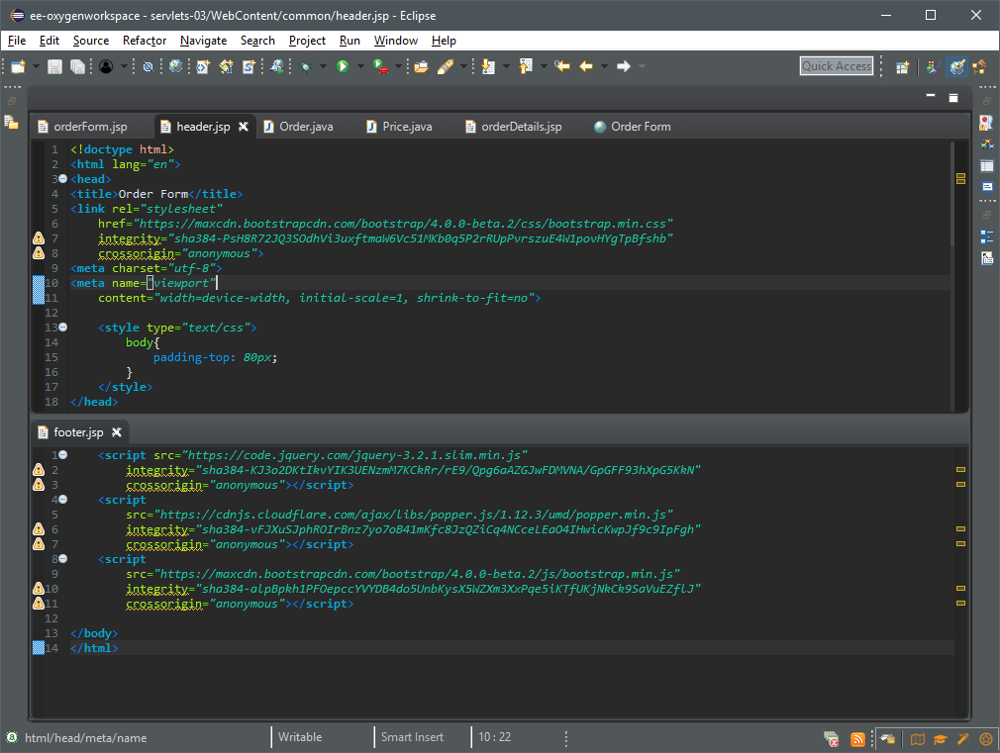 ee-oxygenworkspace - servlets-03/WebContent/common/header.jsp - Eclipse
File Edit Source Refactor Navigate Search Project Run Window Help
Quick Access
orderForm.jsp header.jsp Order.java Price.java orderDetails.jsp Order Form
1 <!doctype html>
2 <html lang="en">
3 <head>
4 <title>Order Form</title>
5 <link rel="stylesheet"
6 href="https://maxcdn.bootstrapcdn.com/bootstrap/4.0.0-beta.2/css/bootstrap.min.css"
7 integrity="sha384-PsH8R72JQ3SOdhVi3uxftmaW6Vc51MKb0q5P2rRUpPvrszuE4W1povHYgTpBfshb"
8 crossorigin="anonymous">
9 <meta charset="utf-8">
10 <meta name="viewport"
11 content="width=device-width, initial-scale=1, shrink-to-fit=no">
12
13 <style type="text/css">
14 body{
15 padding-top: 80px;
16 }
17 </style>
18 </head>
footer.jsp
1 <script src="https://code.jquery.com/jquery-3.2.1.slim.min.js"
2 integrity="sha384-KJ3o2DKtIkvYIK3UENzmM7KCkRr/rE9/Qpg6aAZGJwFDMVNA/GpGFF93hXpG5KkN"
3 crossorigin="anonymous"></script>
4 <script
5 src="https://cdnjs.cloudflare.com/ajax/libs/popper.js/1.12.3/umd/popper.min.js"
6 integrity="sha384-vFJXuSJphROIrBnz7yo7oB41mKfc8JzQZiCq4NCceLEaO4IHwicKwpJf9c9IpFgh"
7 crossorigin="anonymous"></script>
8 <script
9 src="https://maxcdn.bootstrapcdn.com/bootstrap/4.0.0-beta.2/js/bootstrap.min.js"
10 integrity="sha384-alpBpkh1PFOepccYVYDB4do5UnbKysX5WZXm3XxPqe5iKTfUKjNkCk9SaVuEZflJ"
11 crossorigin="anonymous"></script>
12
13 </body>
14 </html>
html/head/meta/name Writable Smart Insert 10 : 22